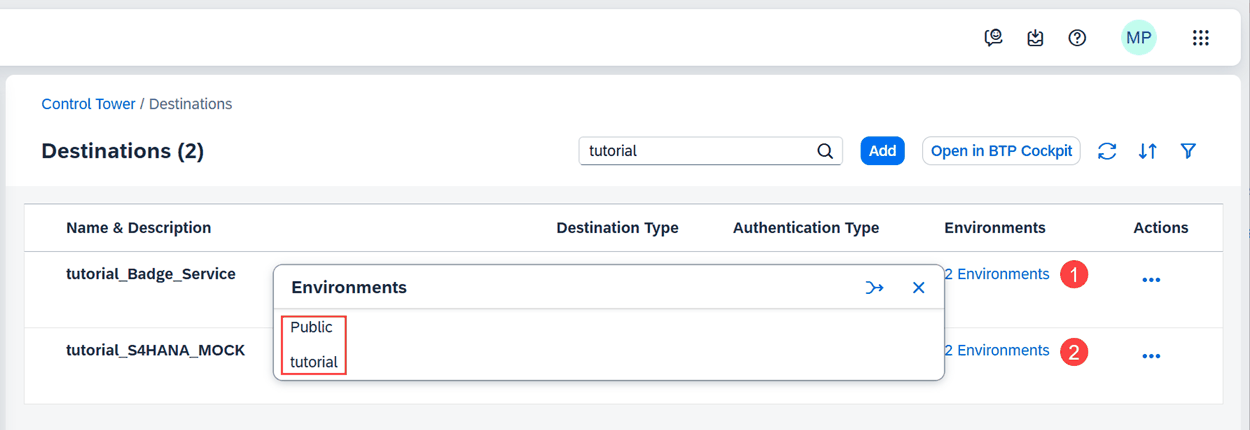 MP
Control Tower / Destinations
Destinations (2)
tutorial
Add
Open in BTP Cockpit
Name & Description
Destination Type
Authentication Type
Environments
Actions
tutorial_Badge_Service
2 Environments
1
Environments
Public
tutorial
tutorial_S4HANA_MOCK
2 Environments
2